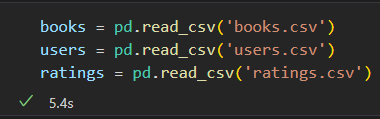 books = pd.read_csv('books.csv')
users = pd.read_csv('users.csv')
ratings = pd.read_csv('ratings.csv')
✓ 5.4s